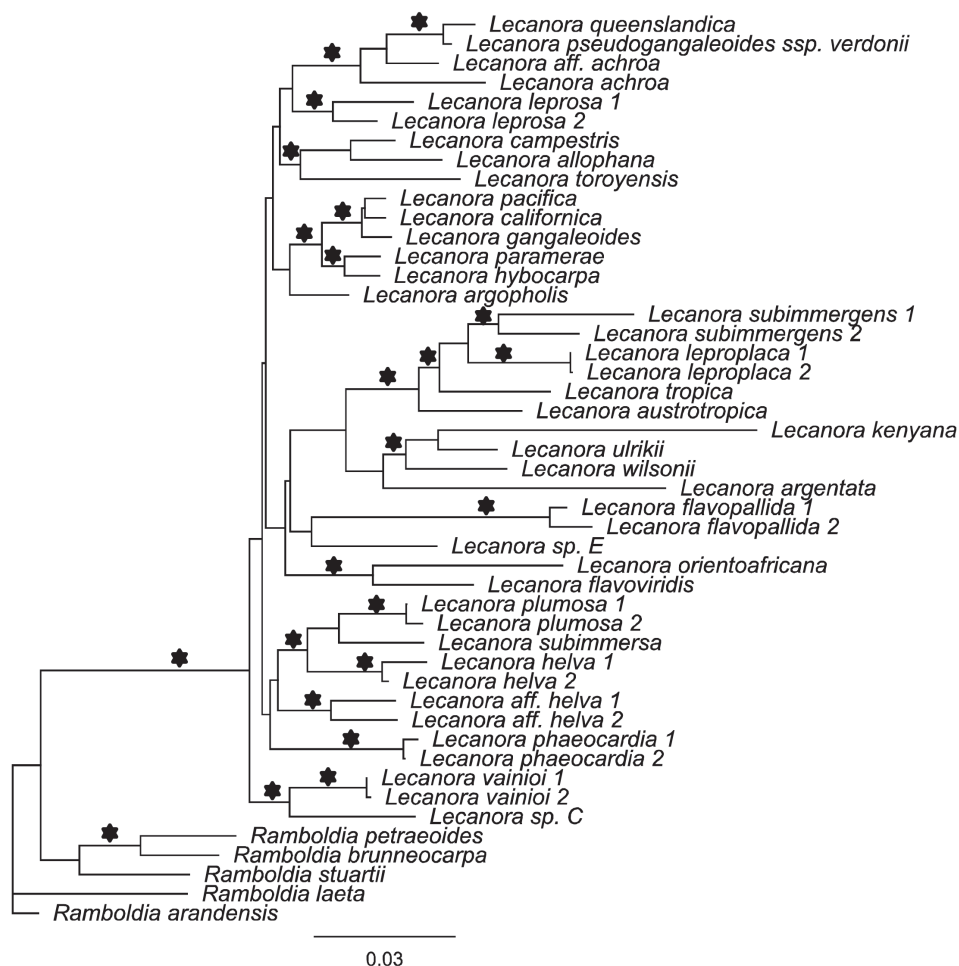 Lecanora queenslandica
Lecanora pseudogangaleoides ssp. verdonii
Lecanora aff. achroa
Lecanora achroa
Lecanora leprosa 1
Lecanora leprosa 2
Lecanora campestris
Lecanora allophana
Lecanora toroyensis
Lecanora pacifica
Lecanora californica
Lecanora gangaleoides
Lecanora paramerae
Lecanora hybocarpa
Lecanora argopholis
Lecanora subimmergens 1
Lecanora subimmergens 2
Lecanora leproplaca 1
Lecanora leproplaca 2
Lecanora tropica
Lecanora austrotropica
Lecanora kenyana
Lecanora ulrikii
Lecanora wilsonii
Lecanora argentata
Lecanora flavopallida 1
Lecanora flavopallida 2
Lecanora sp. E
Lecanora orientoafricana
Lecanora flavoviridis
Lecanora plumosa 1
Lecanora plumosa 2
Lecanora subimmersa
Lecanora helva 1
Lecanora helva 2
Lecanora aff. helva 1
Lecanora aff. helva 2
Lecanora phaeocardia 1
Lecanora phaeocardia 2
Lecanora vainioi 1
Lecanora vainioi 2
Lecanora sp. C
Ramboldia petraeoides
Ramboldia brunneocarpa
Ramboldia stuartii
Ramboldia laeta
Ramboldia arandensis
0.03